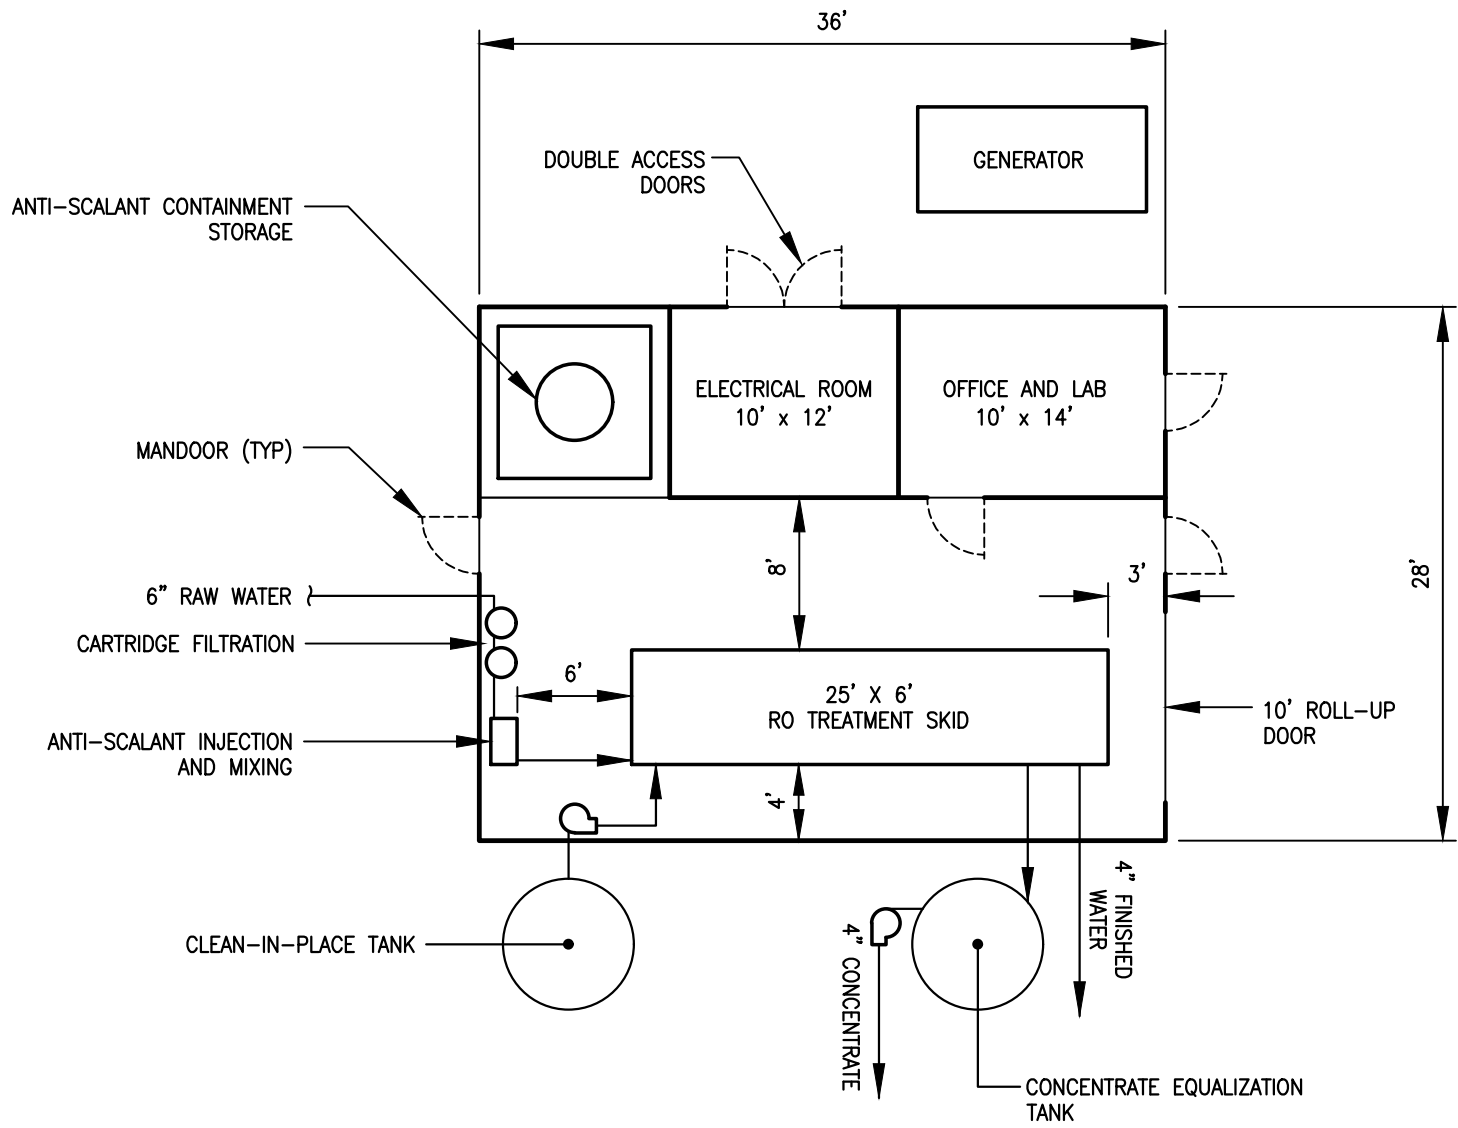 36'
GENERATOR
DOUBLE ACCESS
DOORS
ANTI-SCALANT CONTAINMENT
STORAGE
ELECTRICAL ROOM
10' x 12'
OFFICE AND LAB
10' x 14'
MANDOOR (TYP)
8'
3'
28'
6" RAW WATER
CARTRIDGE FILTRATION
6'
25' X 6'
RO TREATMENT SKID
10' ROLL-UP
DOOR
ANTI-SCALANT INJECTION
AND MIXING
4'
4" FINISHED
WATER
CLEAN-IN-PLACE TANK
4" CONCENTRATE
CONCENTRATE EQUALIZATION
TANK